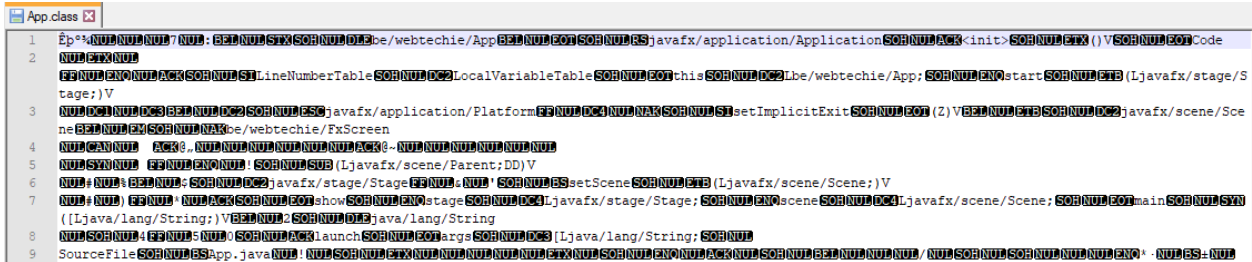 App.class
1 Êþº¾NULNULNUL7NUL:BELNULSTXSOHNULDLEbe/webtechie/AppBELNULEOTSOHNULRSjavafx/application/ApplicationSOHNULACK<init>SOHNULETX()VSOHNULEOTCode
2 NULETXNUL
FFNULENQNULACKSOHNULSILineNumberTableSOHNULDC2LocalVariableTableSOHNULEOTthisSOHNULDC2Lbe/webtechie/App;SOHNULENQstartSOHNULETB(Ljavafx/stage/S
tage;)V
3 NULDC1NULDC3BELNULDC2SOHNULESCjavafx/application/PlatformFFNULDC4NULNAKSOHNULSIsetImplicitExitSOHNULEOT(Z)VBELNULETBSOHNULDC2javafx/scene/Sce
neBELNULEMSOHNULNAKbe/webtechie/FxScreen
4 NULCANNUL ACK@„NULNULNULNULNULNULACK@~NULNULNULNULNULNUL
5 NULSYNNUL FFNULENQNUL!SOHNULSUB(Ljavafx/scene/Parent;DD)V
6 NUL#NUL%BELNUL$SOHNULDC2javafx/stage/StageFFNUL&NUL'SOHNULBSsetSceneSOHNULETB(Ljavafx/scene/Scene;)V
7 NUL#NUL)FFNUL*NULACKSOHNULEOTshowSOHNULENQstageSOHNULDC4Ljavafx/stage/Stage;SOHNULENQsceneSOHNULDC4Ljavafx/scene/Scene;SOHNULEOTmainSOHNULSYN
([Ljava/lang/String;)VBELNUL2SOHNULDLEjava/lang/String
8 NULSOHNUL4FFNUL5NUL0SOHNULACKlaunchSOHNULEOTargsSOHNULDC3[Ljava/lang/String;SOHNUL
9 SourceFileSOHNULBSApp.javaNUL!NULSOHNULETXNULNULNULNULNULETXNULSOHNULENQNULACKNULSOHNULBELNULNULNUL/NULSOHNULSOHNULNULNULENQ*·NULBS±NUL